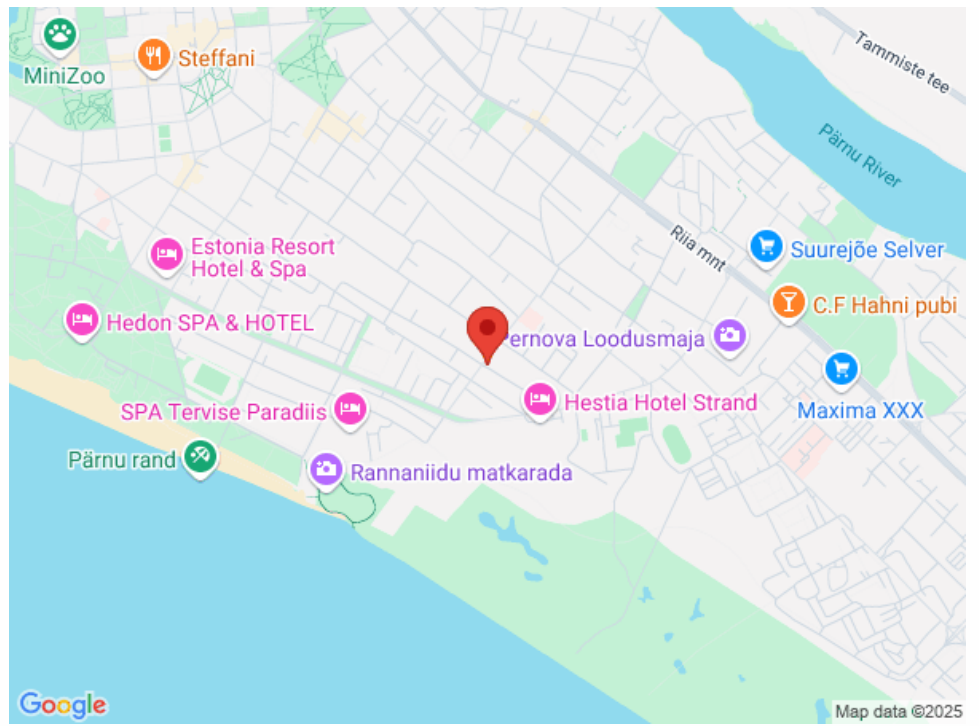 MiniZoo
Steffani
Tammiste tee
Pärnu River
Riia mnt
Estonia Resort
Hotel & Spa
Suurejõe Selver
C.F Hahni pubi
Hedon SPA & HOTEL
ernova Loodusmaja
Hestia Hotel Strand
Maxima XXX
SPA Tervise Paradiis
Pärnu rand
Rannaniidu matkarada
Google
Map data ©2025